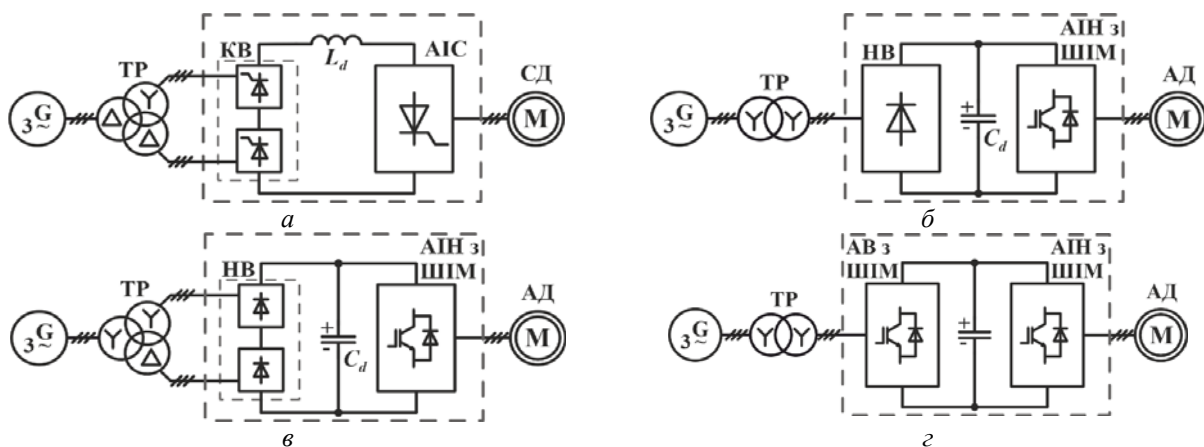 КВ
L_d
АІС
ТР
СД
G
3~
Y
Δ
Δ
М
а
АІН з
ШІМ
НВ
ТР
АД
G
3~
Y
Y
+
-
C_d
М
б
АІН з
ШІМ
НВ
ТР
АД
G
3~
Y
Y
Δ
+
-
C_d
М
в
АВ з
ШІМ
АІН з
ШІМ
ТР
АД
G
3~
Y
Y
+
-
М
г